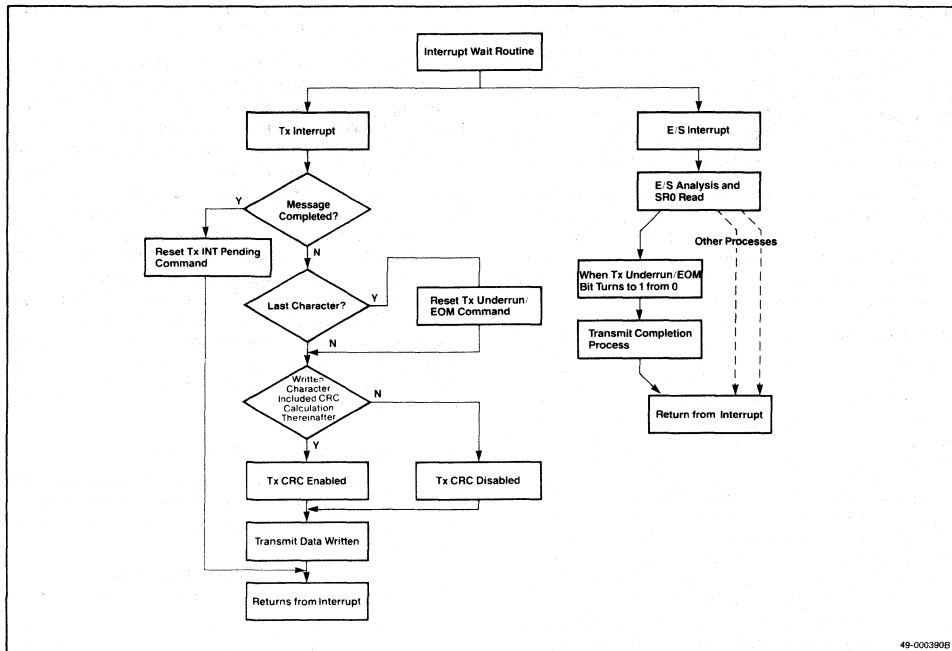 Interrupt Wait Routine
Tx Interrupt
E/S Interrupt
Y
Message
Completed?
E/S Analysis and
SR0 Read
Reset Tx INT Pending
Command
N
Other Processes
When Tx Underrun/EOM
Bit Turns to 1 from 0
Last Character?
Y
Reset Tx Underrun/
EOM Command
Transmit Completion
Process
N
Written
Character
Included CRC
Calculation
Thereinafter
N
Return from Interrupt
Y
Tx CRC Enabled
Tx CRC Disabled
Transmit Data Written
Returns from Interrupt
49-000390B